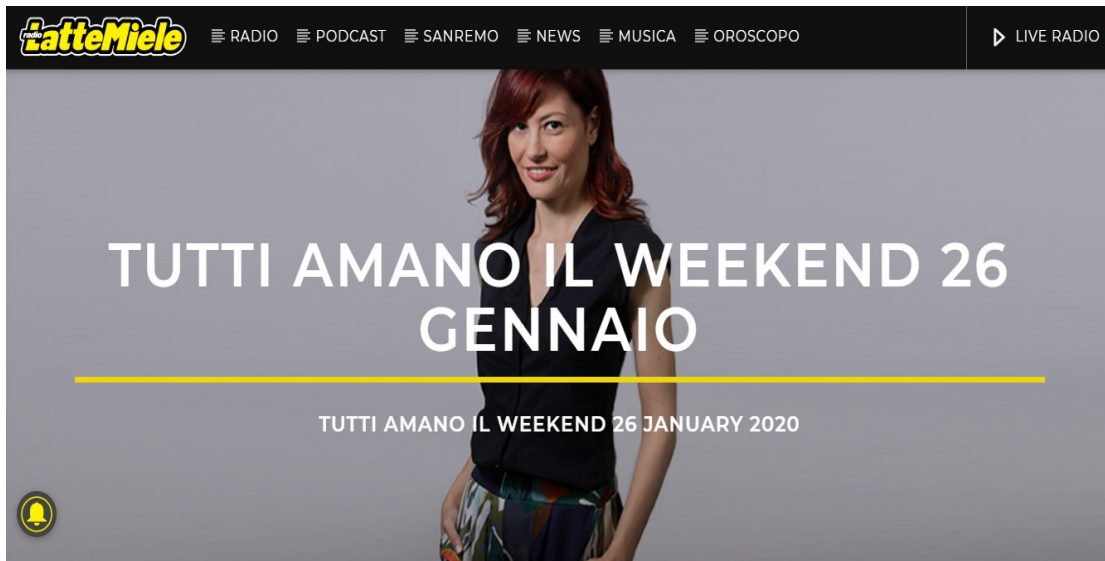 radio LatteMiele
RADIO PODCAST SANREMO NEWS MUSICA OROSCOPO LIVE RADIO
TUTTI AMANO IL WEEKEND 26
GENNAIO
TUTTI AMANO IL WEEKEND 26 JANUARY 2020